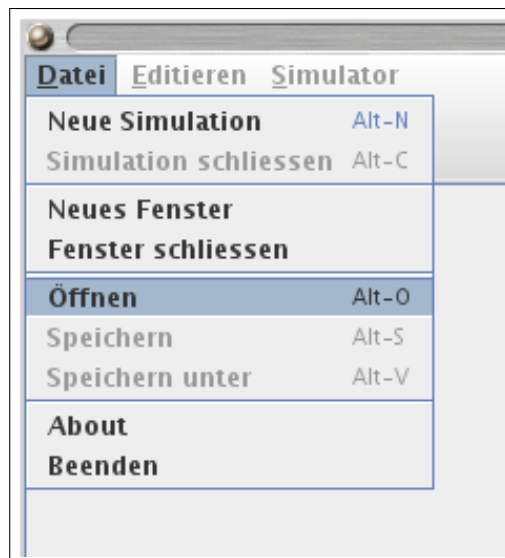 Datei Editieren Simulator
Neue Simulation Alt-N
Simulation schliessen Alt-C
Neues Fenster
Fenster schliessen
Öffnen Alt-O
Speichern Alt-S
Speichern unter Alt-V
About
Beenden